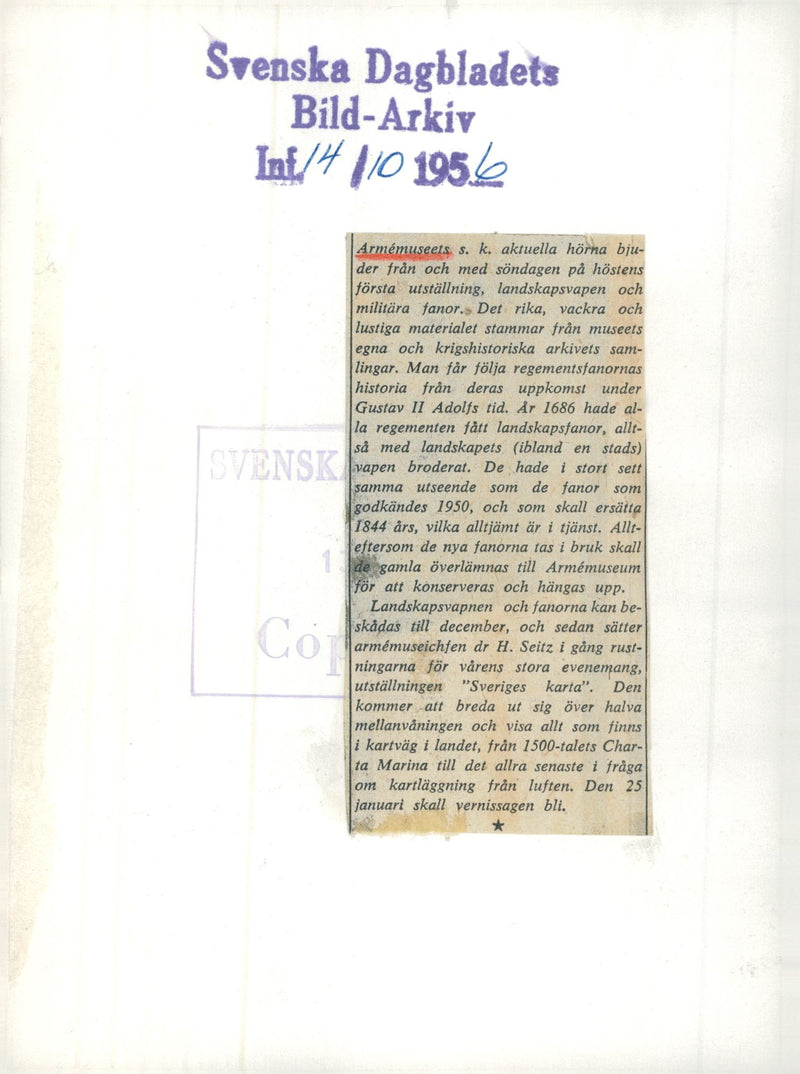 Svenska Dagbladets
Bild-Arkiv
Inf. 14/10 1956
Armémuseets s. k. aktuella hörna bju-
der från och med söndagen på höstens
första utställning, landskapsvapen och
militära fanor. Det rika, vackra och
lustiga materialet stammar från museets
egna och krigshistoriska arkivets sam-
lingar. Man får följa regementsfanornas
historia från deras uppkomst under
Gustav II Adolfs tid. År 1686 hade al-
la regementen fått landskapsfanor, allt-
så med landskapets (ibland en stads)
vapen broderat. De hade i stort sett
samma utseende som de fanor som
godkändes 1950, och som skall ersätta
1844 års, vilka alltjämt är i tjänst. Allt-
eftersom de nya fanorna tas i bruk skall
de gamla överlämnas till Armémuseum
för att konserveras och hängas upp.
Landskapsvapnen och fanorna kan be-
skådas till december, och sedan sätter
armémuseichfen dr H. Seitz i gång rust-
ningarna för vårens stora evenemang,
utställningen "Sveriges karta". Den
kommer att breda ut sig över halva
mellanvåningen och visa allt som finns
i kartväg i landet, från 1500-talets Char-
ta Marina till det allra senaste i fråga
om kartläggning från luften. Den 25
januari skall vernissagen bli.
SVENSKA
Cop